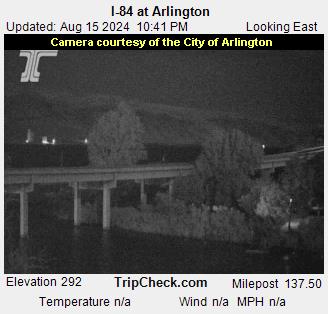 I-84 at Arlington
Updated: Aug 15 2024 10:41 PM Looking East
Camera courtesy of the City of Arlington
Elevation 292 TripCheck.com Milepost 137.50
Temperature n/a Wind n/a MPH n/a